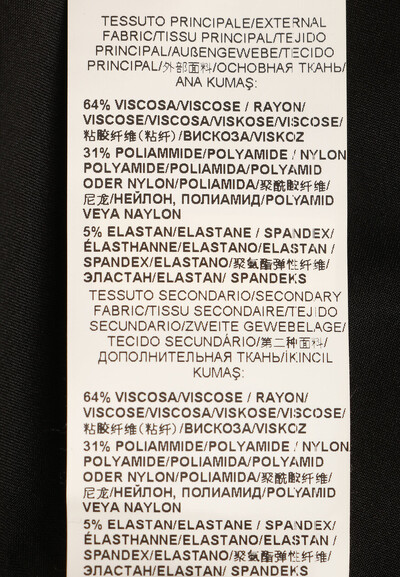 TESSUTO PRINCIPALE/EXTERNAL
FABRIC/TISSU PRINCIPAL/TEJIDO
PRINCIPAL/AUßENGEWEBE/TECIDO
PRINCIPAL/外部面料/ОСНОВНАЯ ТКАНЬ/
ANA KUMAŞ:
64% VISCOSA/VISCOSE / RAYON/
VISCOSE/VISCOSA/VISKOSE/VISCOSE/
粘胶纤维(粘纤)/ВИСКОЗА/VISKOZ
31% POLIAMMIDE/POLYAMIDE / NYLON
POLYAMIDE/POLIAMIDA/POLYAMID
ODER NYLON/POLIAMIDA/聚酰胺纤维/
尼龙/НЕЙЛОН, ПОЛИАМИД/POLYAMID
VEYA NAYLON
5% ELASTAN/ELASTANE / SPANDEX/
ÉLASTHANNE/ELASTANO/ELASTAN /
SPANDEX/ELASTANO/聚氨酯弹性纤维/
ЭЛАСТАН/ELASTAN/ SPANDEKS
TESSUTO SECONDARIO/SECONDARY
FABRIC/TISSU SECONDAIRE/TEJIDO
SECUNDARIO/ZWEITE GEWEBELAGE/
TECIDO SECUNDÁRIO/第二种面料/
ДОПОЛНИТЕЛЬНАЯ ТКАНЬ/İKINCIL
KUMAŞ:
64% VISCOSA/VISCOSE / RAYON/
VISCOSE/VISCOSA/VISKOSE/VISCOSE/
粘胶纤维(粘纤)/ВИСКОЗА/VISKOZ
31% POLIAMMIDE/POLYAMIDE / NYLON
POLYAMIDE/POLIAMIDA/POLYAMID
ODER NYLON/POLIAMIDA/聚酰胺纤维/
尼龙/НЕЙЛОН, ПОЛИАМИД/POLYAMID
VEYA NAYLON
5% ELASTAN/ELASTANE / SPANDEX/
ÉLASTHANNE/ELASTANO/ELASTAN /
SPANDEX/ELASTANO/聚氨酯弹性纤维/
ЭЛАСТАН/ELASTAN/ SPANDEKS